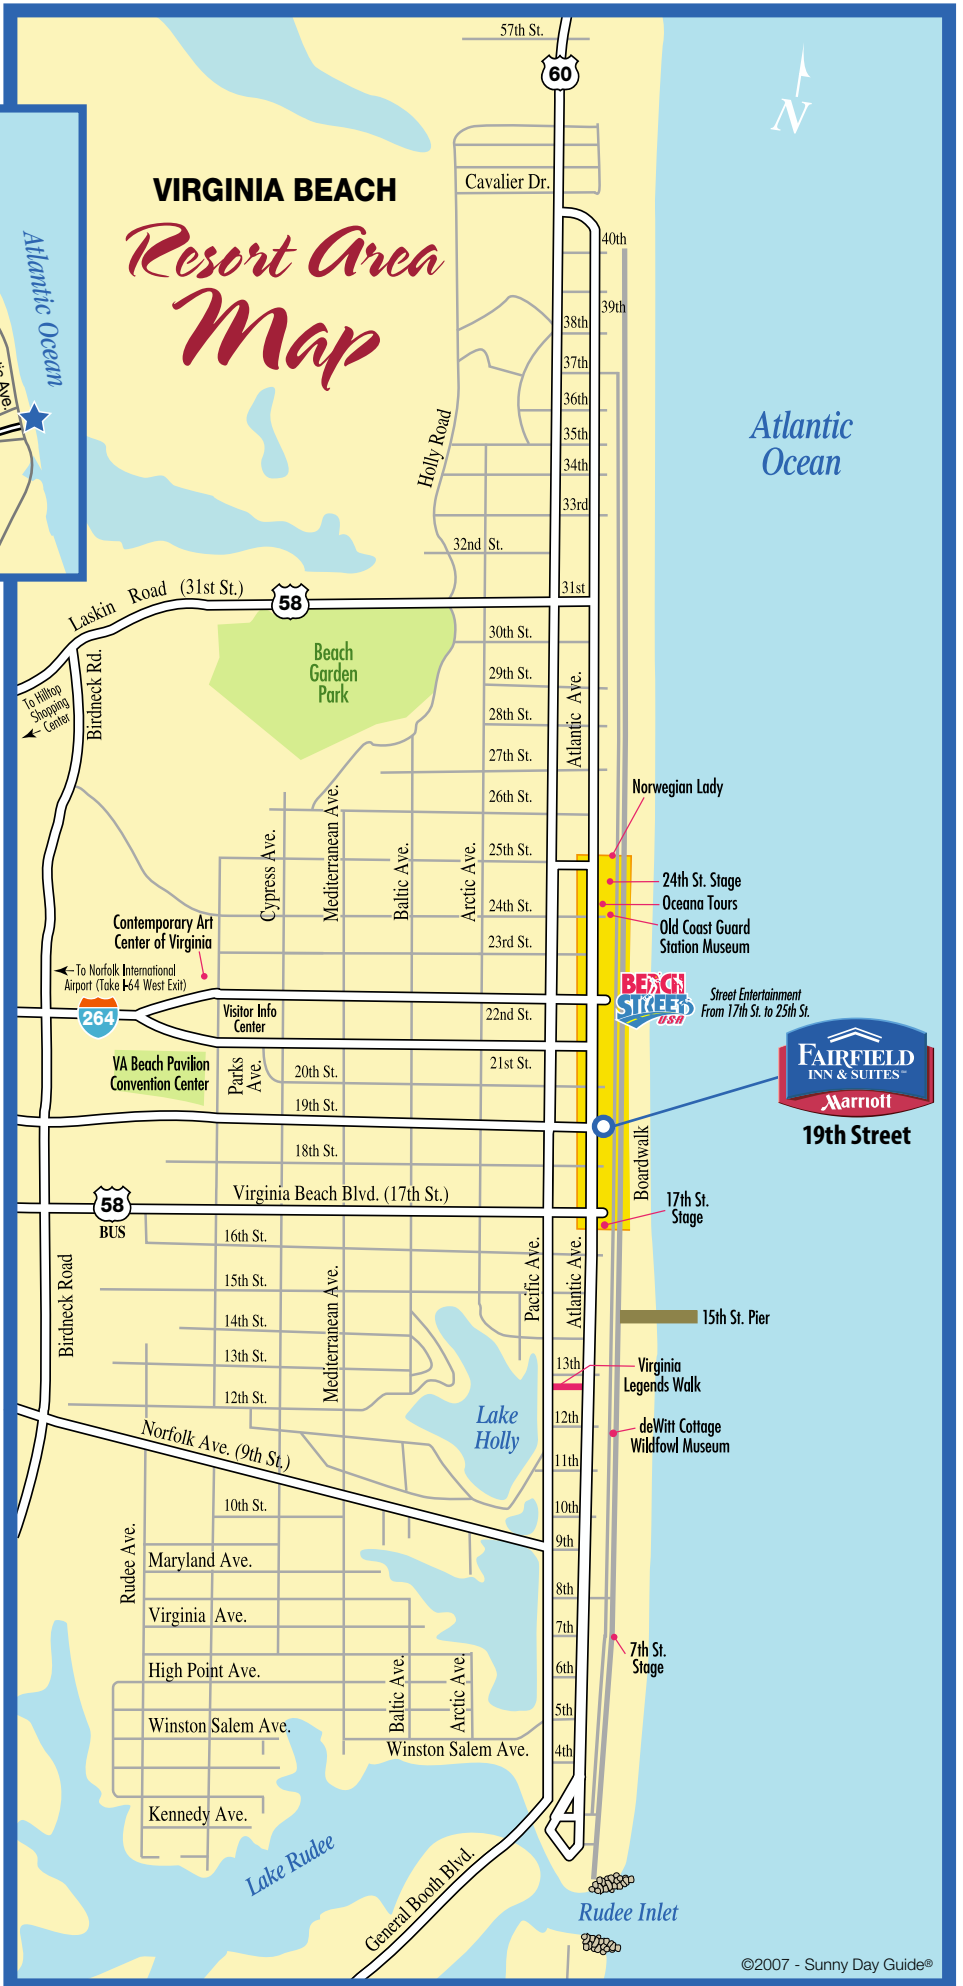 57th St.
60
N
VIRGINIA BEACH
Resort Area
Map
Cavalier Dr.
40th
39th
38th
37th
36th
35th
34th
33rd
Atlantic Ocean
Ave.
Atlantic
Ocean
Holly Road
32nd St.
31st
Laskin Road (31st St.)
58
Beach
Garden
Park
30th St.
29th St.
28th St.
27th St.
26th St.
25th St.
24th St.
23rd St.
22nd St.
21st St.
20th St.
19th St.
18th St.
To Hilltop
Shopping
Center
Birdneck Rd.
Atlantic Ave.
Norwegian Lady
Cypress Ave.
Mediterranean Ave.
Baltic Ave.
Arctic Ave.
24th St. Stage
Oceana Tours
Old Coast Guard
Station Museum
Contemporary Art
Center of Virginia
To Norfolk International
Airport (Take I-64 West Exit)
264
Visitor Info
Center
BEACH
STREET
USA
Street Entertainment
From 17th St. to 25th St.
VA Beach Pavilion
Convention Center
Parks
Ave.
FAIRFIELD
INN & SUITES™
Marriott
19th Street
Boardwalk
Virginia Beach Blvd. (17th St.)
58
BUS
17th St.
Stage
16th St.
15th St.
14th St.
13th St.
12th St.
Birdneck Road
Mediterranean Ave.
Pacific Ave.
Atlantic Ave.
15th St. Pier
13th
Virginia
Legends Walk
Lake
Holly
12th
deWitt Cottage
Wildfowl Museum
11th
Norfolk Ave. (9th St.)
10th St.
10th
9th
Rudee Ave.
Maryland Ave.
8th
Virginia Ave.
7th
7th St.
Stage
High Point Ave.
6th
Baltic Ave.
Arctic Ave.
5th
Winston Salem Ave.
Winston Salem Ave.
4th
Kennedy Ave.
Lake Rudee
General Booth Blvd.
Rudee Inlet
©2007 - Sunny Day Guide®